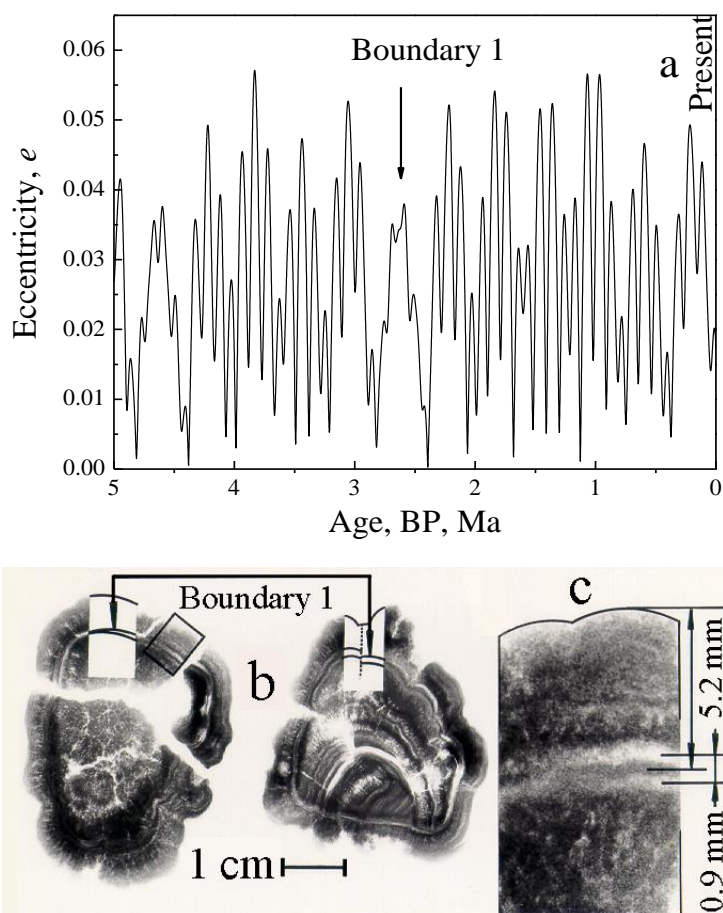 0.06
0.05
0.04
0.03
0.02
0.01
0.00
Eccentricity, e
Boundary 1
a
Present
5
4
3
2
1
0
Age, BP, Ma
Boundary 1
b
1 cm
c
5.2 mm
0.9 mm